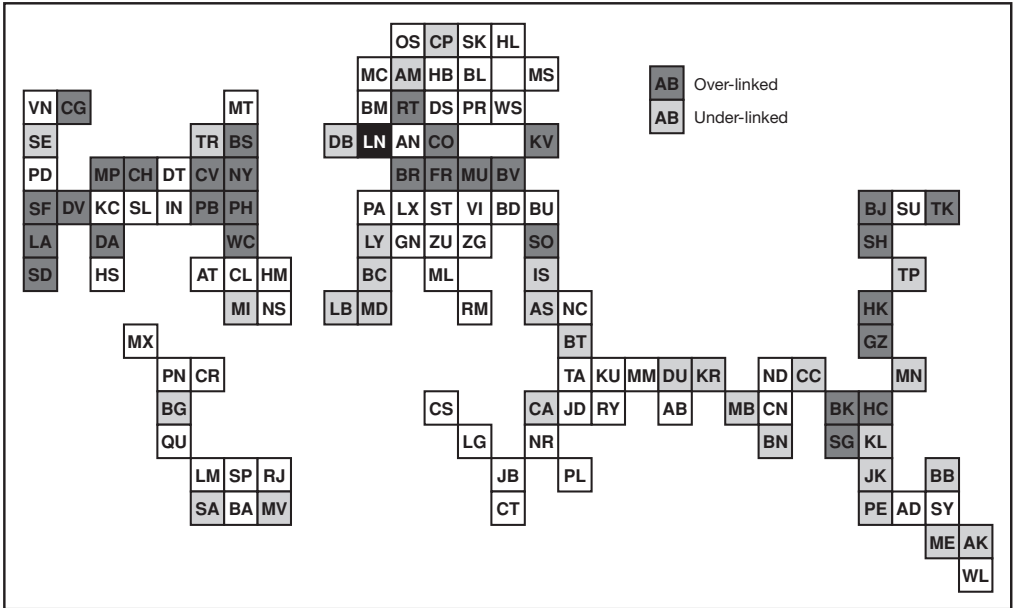 OS CP SK HL
MC AM HB BL MS
AB Over-linked
VN CG MT BM RT DS PR WS
AB Under-linked
SE TR BS DB LN AN CO KV
PD MP CH DT CV NY BR FR MU BV
SF DV KC SL IN PB PH PA LX ST VI BD BU BJ SU TK
LA DA WC LY GN ZU ZG SO SH
SD HS AT CL HM BC ML IS TP
MI NS LB MD RM AS NC HK
MX BT GZ
PN CR TA KU MM DU KR ND CC MN
BG CS CA JD RY AB MB CN BK HC
QU LG NR BN SG KL
LM SP RJ JB PL JK BB
SA BA MV CT PE AD SY
ME AK
WL